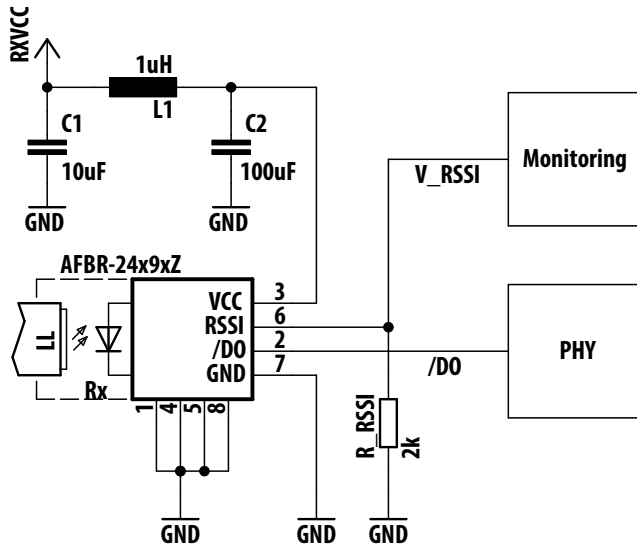 RXVCC
1uH
L1
C1
10uF
C2
100uF
GND
GND
V_RSSI
Monitoring
AFBR-24x9xZ
LL
Rx
VCC
3
RSSI
6
/DO
2
GND
7
/DO
PHY
1
4
5
8
R_RSSI
2k
GND
GND
GND